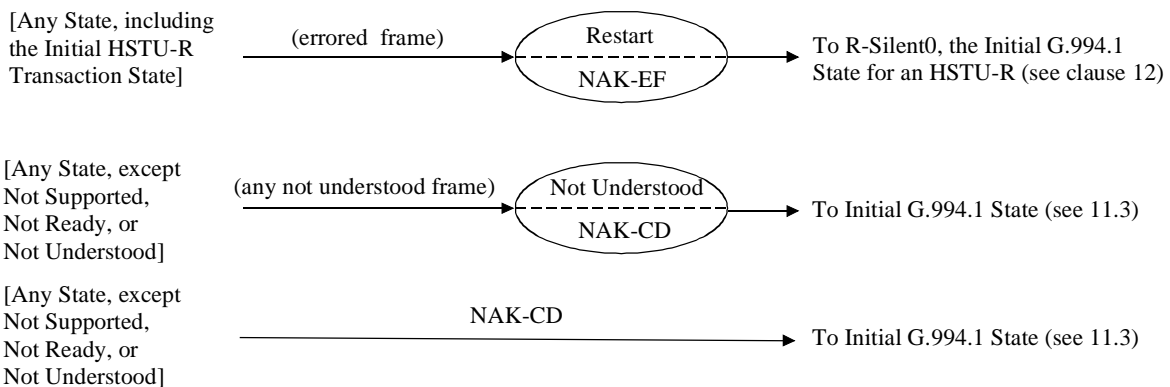 [Any State, including
the Initial HSTU-R
Transaction State]
(errored frame)
Restart
NAK-EF
To R-Silent0, the Initial G.994.1
State for an HSTU-R (see clause 12)
[Any State, except
Not Supported,
Not Ready, or
Not Understood]
(any not understood frame)
Not Understood
NAK-CD
To Initial G.994.1 State (see 11.3)
[Any State, except
Not Supported,
Not Ready, or
Not Understood]
NAK-CD
To Initial G.994.1 State (see 11.3)